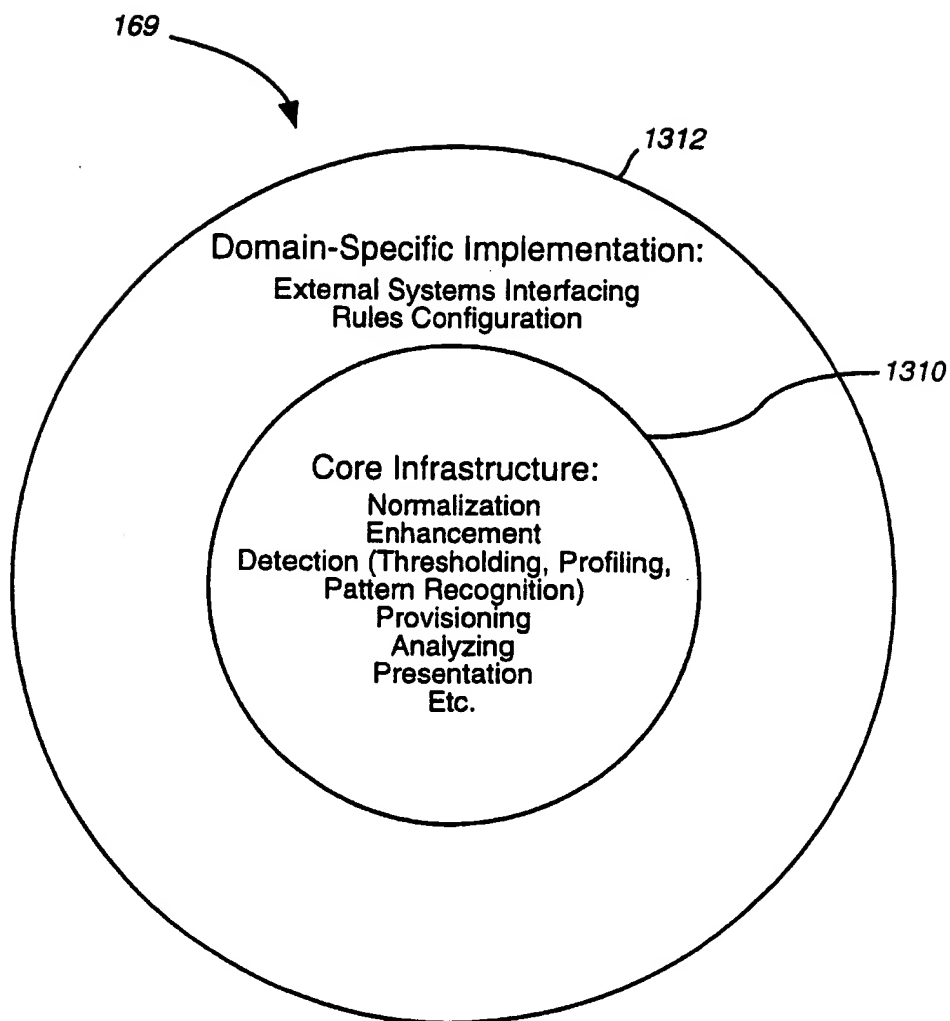 169
1312
Domain-Specific Implementation:
External Systems Interfacing
Rules Configuration
1310
Core Infrastructure:
Normalization
Enhancement
Detection (Thresholding, Profiling,
Pattern Recognition)
Provisioning
Analyzing
Presentation
Etc.